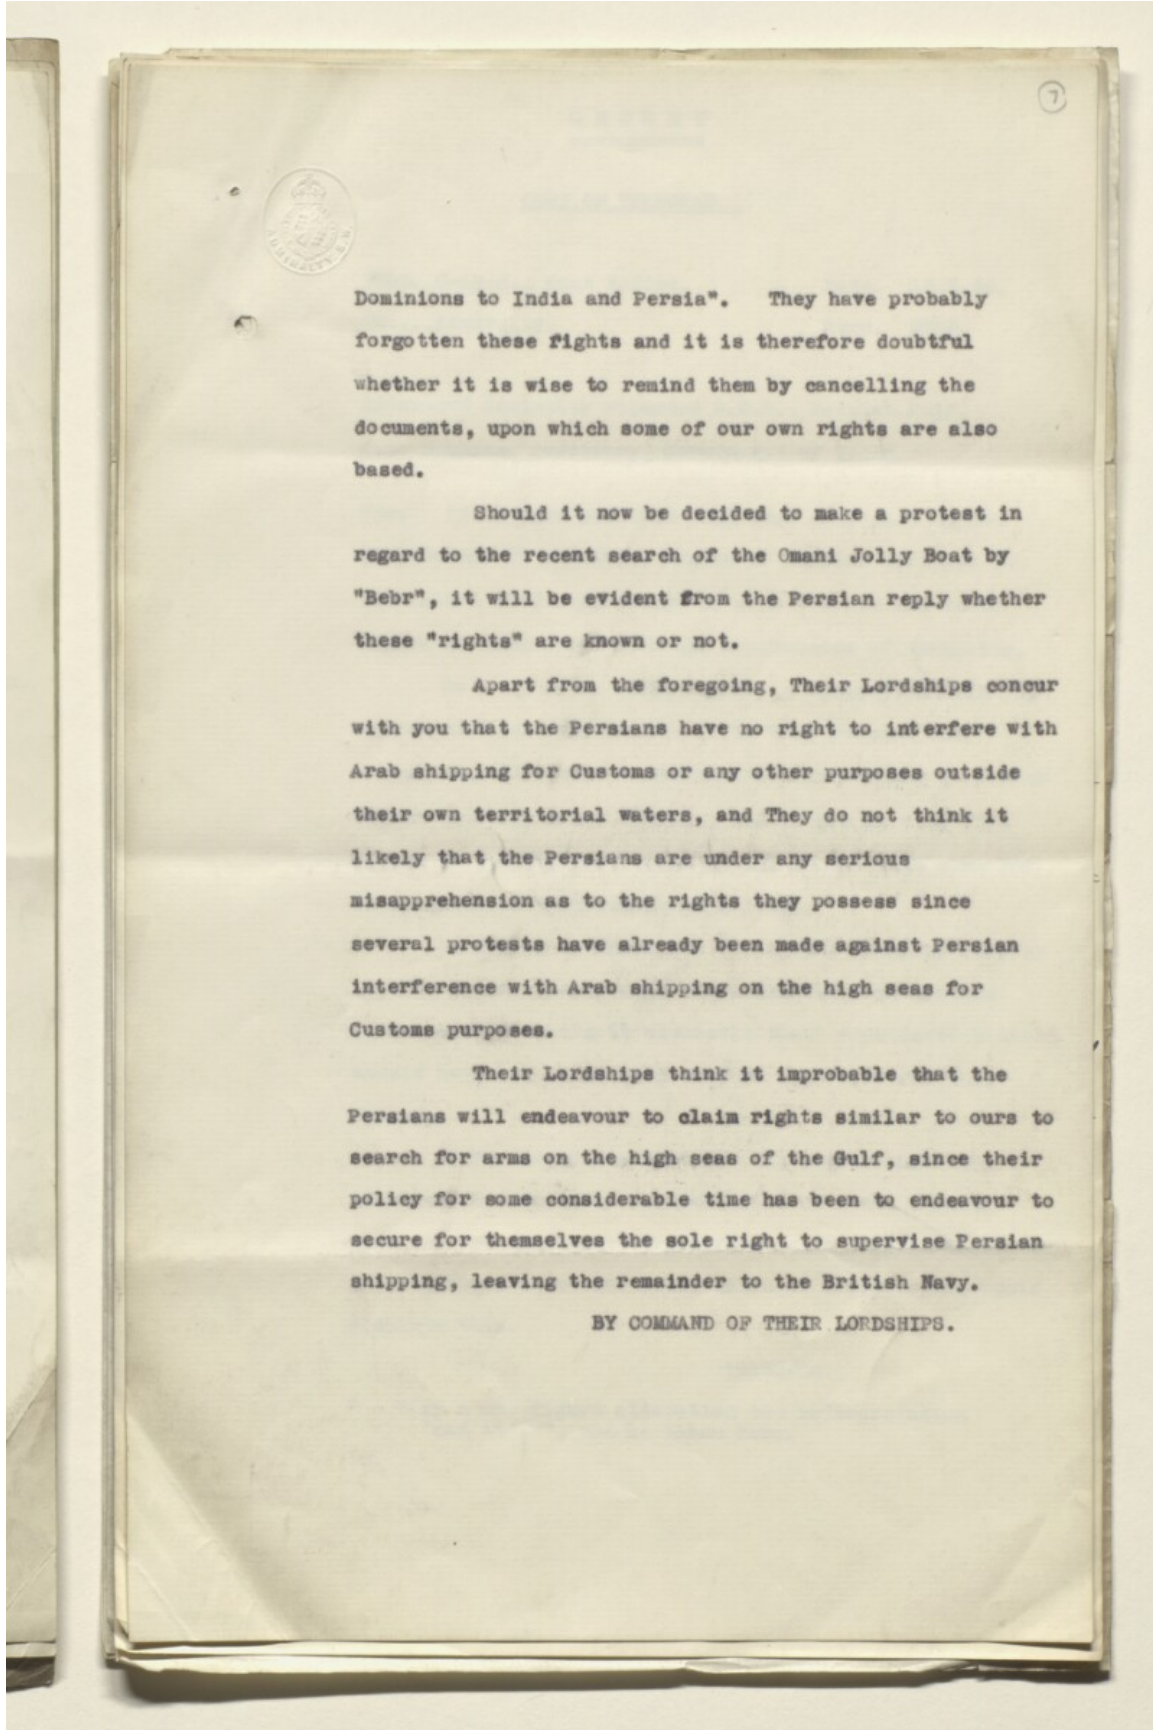 7
ADMIRALTY. S.W.
Dominions to India and Persia". They have probably
forgotten these rights and it is therefore doubtful
whether it is wise to remind them by cancelling the
documents, upon which some of our own rights are also
based.
Should it now be decided to make a protest in
regard to the recent search of the Omani Jolly Boat by
"Bebr", it will be evident from the Persian reply whether
these "rights" are known or not.
Apart from the foregoing, Their Lordships concur
with you that the Persians have no right to interfere with
Arab shipping for Customs or any other purposes outside
their own territorial waters, and They do not think it
likely that the Persians are under any serious
misapprehension as to the rights they possess since
several protests have already been made against Persian
interference with Arab shipping on the high seas for
Customs purposes.
Their Lordships think it improbable that the
Persians will endeavour to claim rights similar to ours to
search for arms on the high seas of the Gulf, since their
policy for some considerable time has been to endeavour to
secure for themselves the sole right to supervise Persian
shipping, leaving the remainder to the British Navy.
BY COMMAND OF THEIR LORDSHIPS.